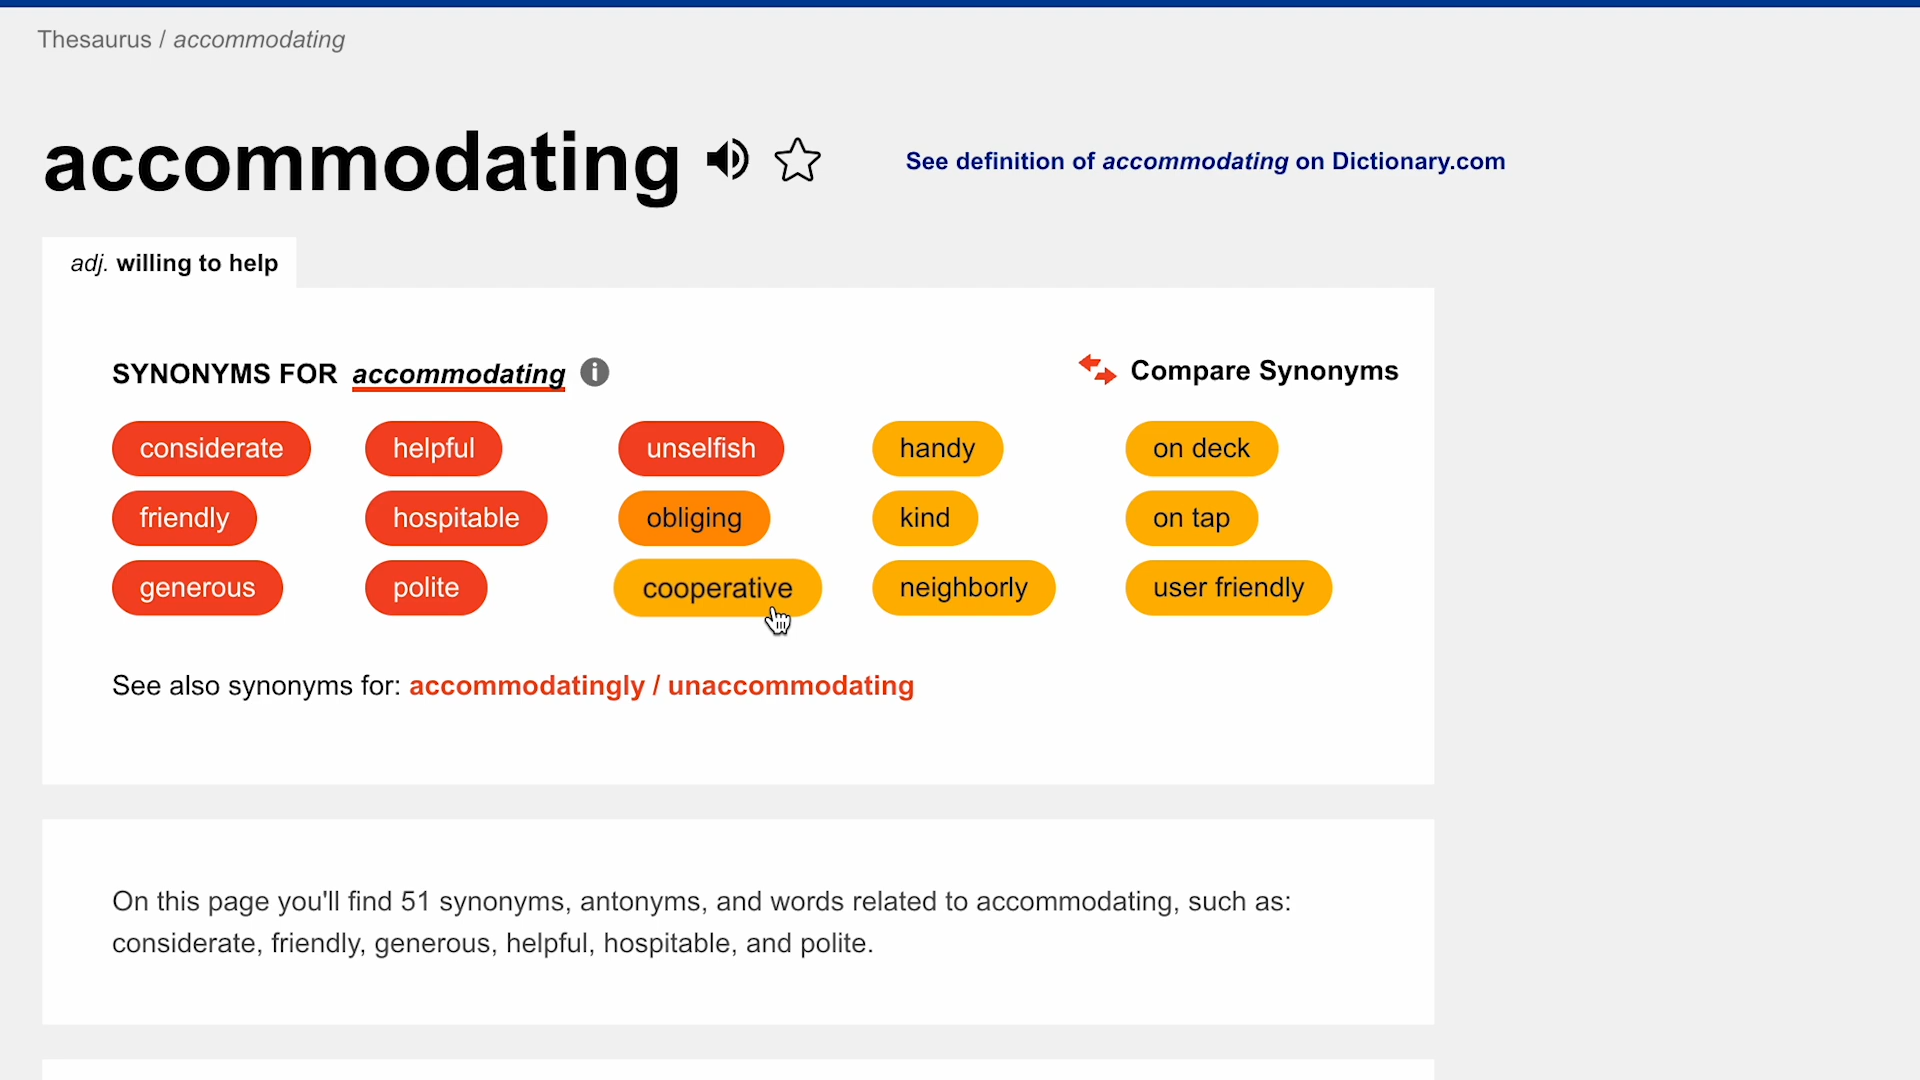 Thesaurus / accommodating
accommodating
See definition of accommodating on Dictionary.com
adj. willing to help
SYNONYMS FOR accommodating
Compare Synonyms
considerate helpful unselfish handy on deck
friendly hospitable obliging kind on tap
generous polite cooperative neighborly user friendly
See also synonyms for: accommodatingly / unaccommodating
On this page you'll find 51 synonyms, antonyms, and words related to accommodating, such as:
considerate, friendly, generous, helpful, hospitable, and polite.